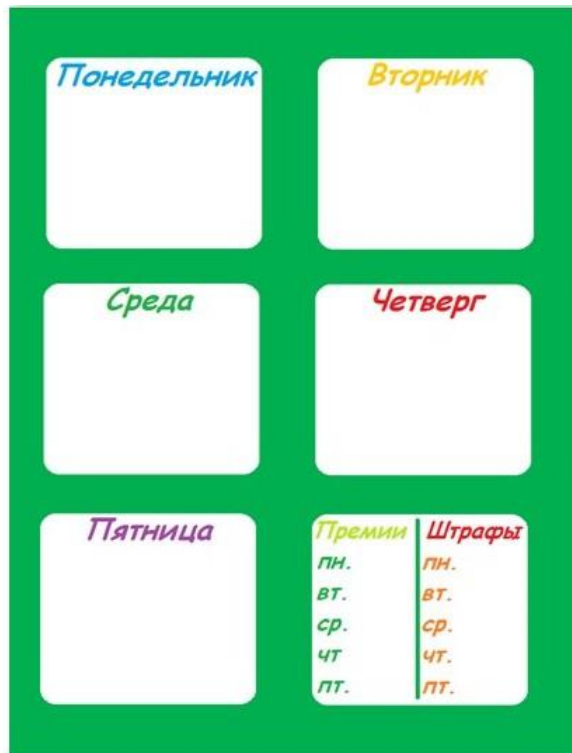 Понедельник
Вторник
Среда
Четверг
Пятница
Премии
пн.
вт.
ср.
чт
пт.
Штрафы
пн.
вт.
ср.
чт.
пт.